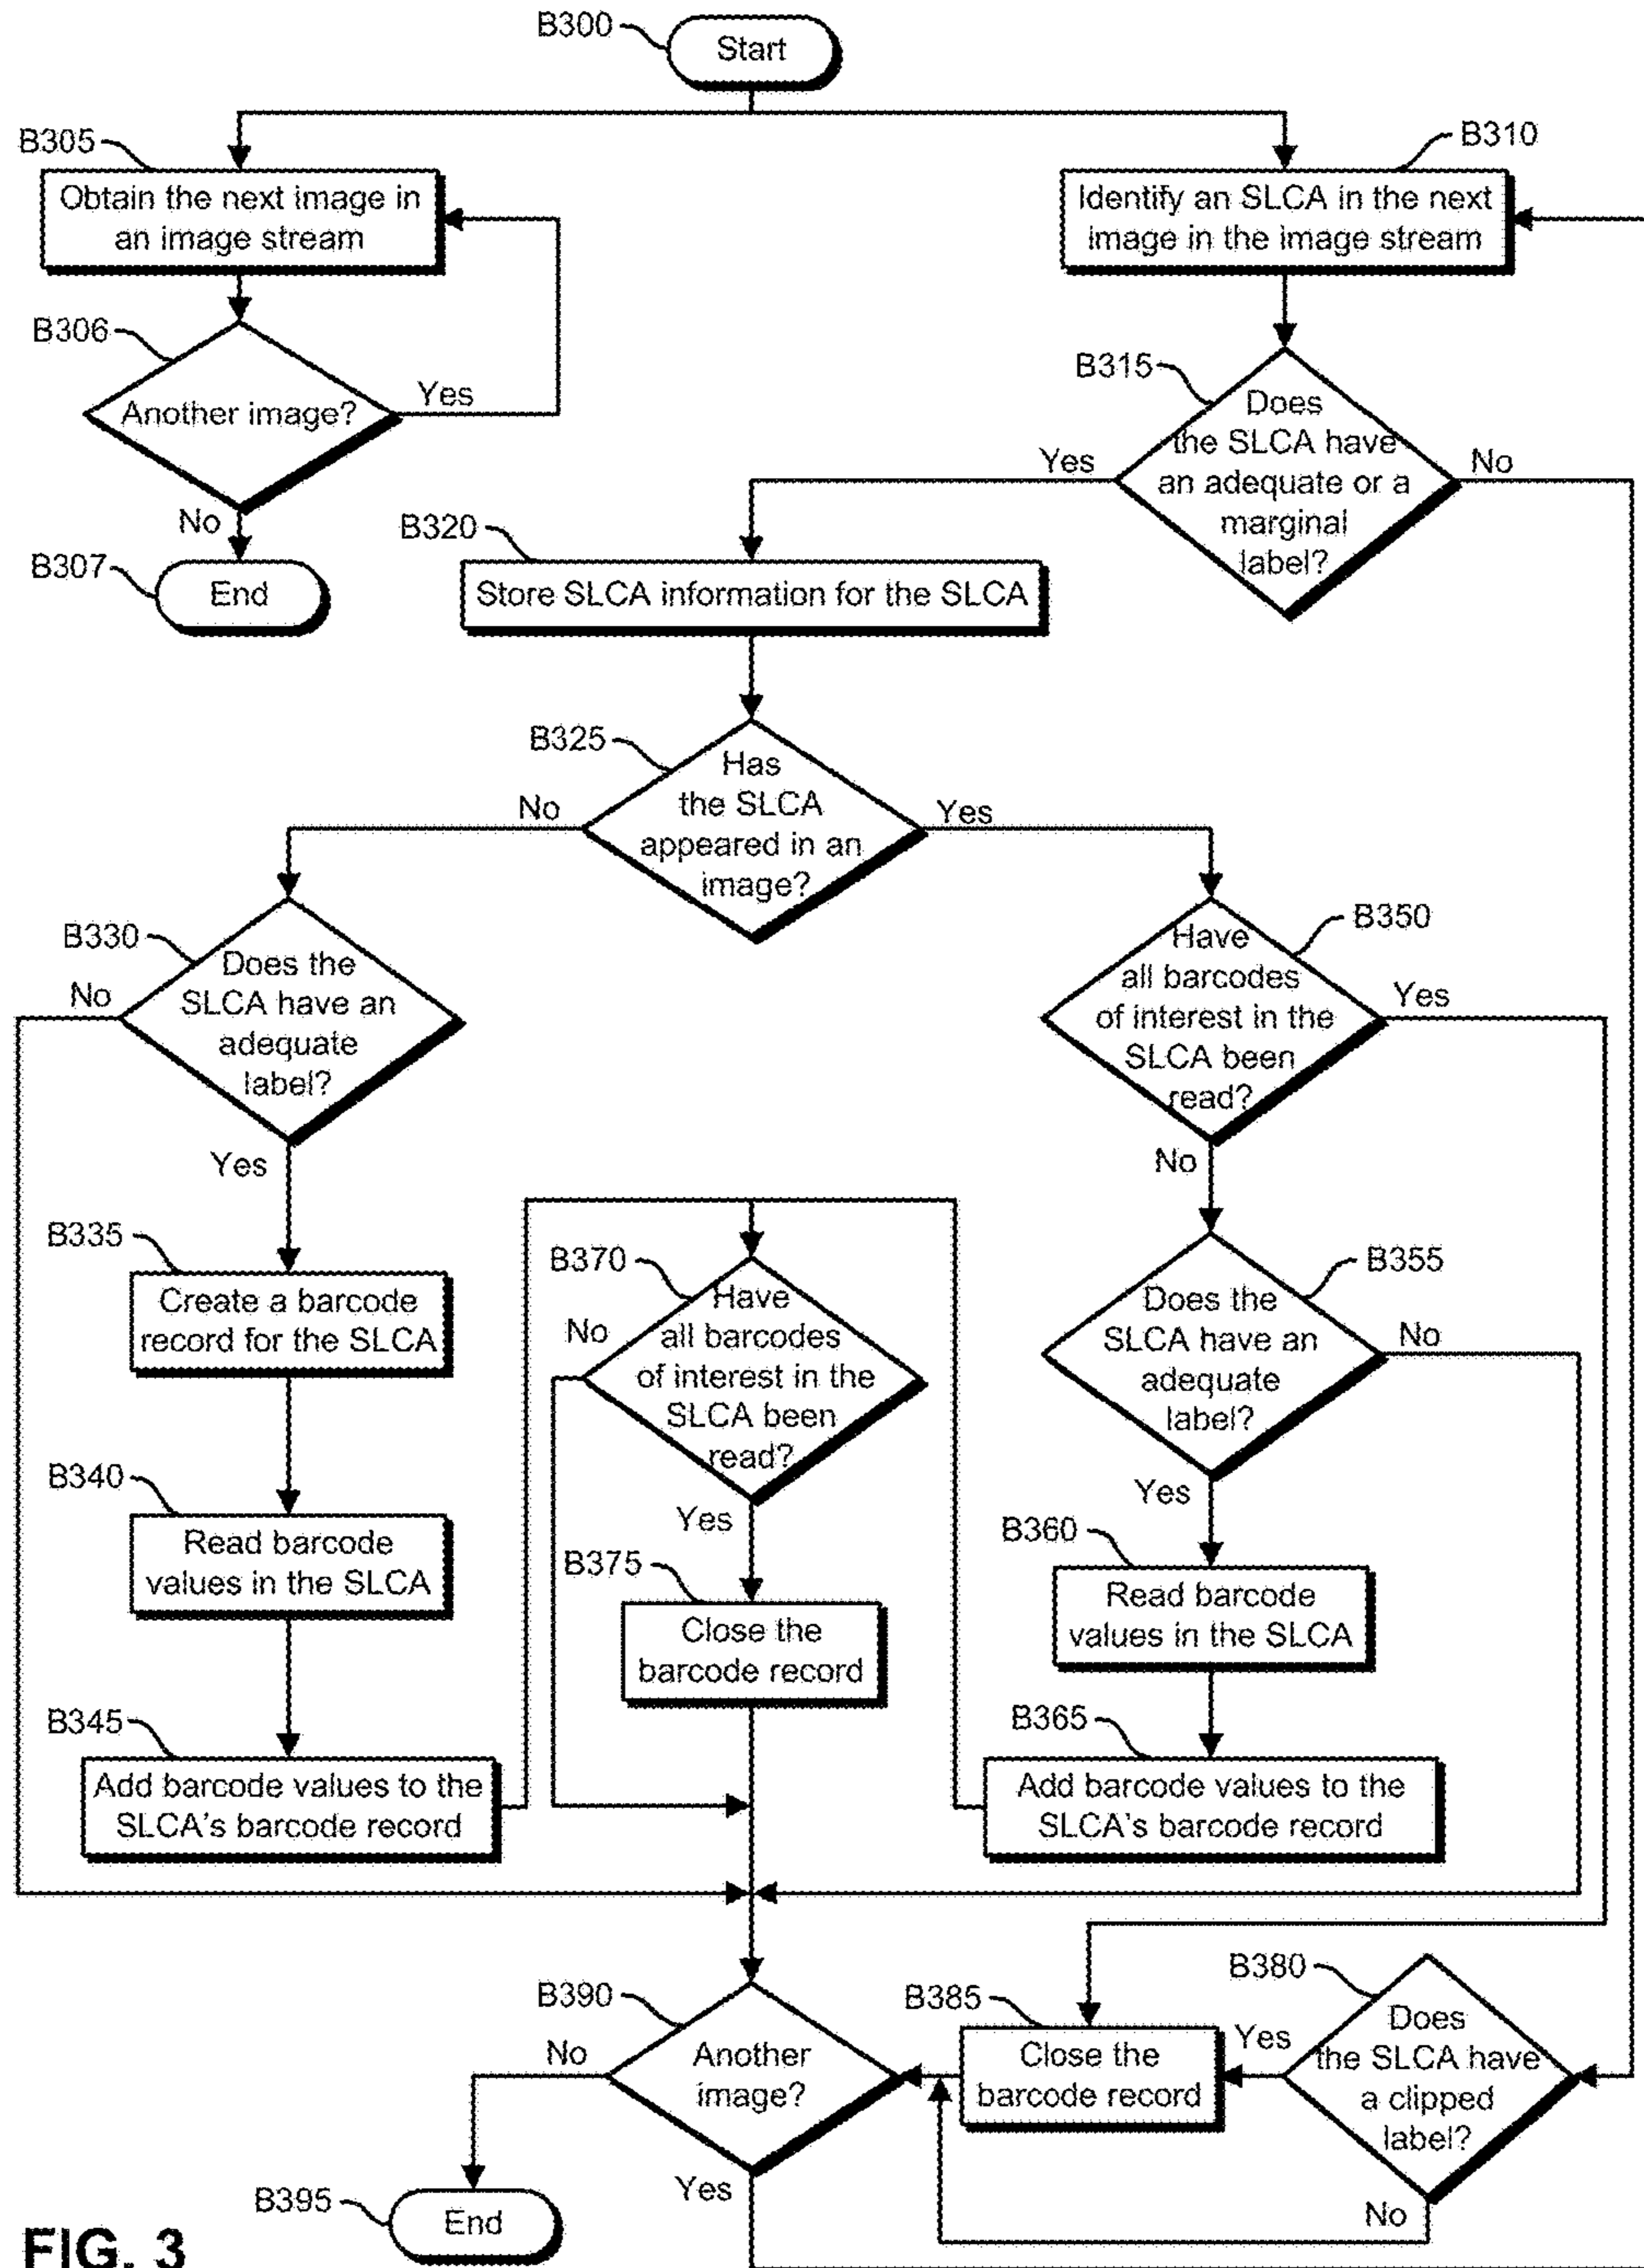 B300
Start
B305
Obtain the next image in
an image stream
B310
Identify an SLCA in the next
image in the image stream
B306
Another image?
Yes
No
B307
End
B315
Does
the SLCA have
an adequate or a
marginal
label?
Yes
No
B320
Store SLCA information for the SLCA
B325
Has
the SLCA
appeared in an
image?
No
Yes
B330
Does the
SLCA have an
adequate
label?
No
Yes
B350
Have
all barcodes
of interest in the
SLCA been
read?
Yes
No
B335
Create a barcode
record for the SLCA
B370
Have
all barcodes
of interest in the
SLCA been
read?
No
Yes
B355
Does the
SLCA have an
adequate
label?
No
Yes
B340
Read barcode
values in the SLCA
B375
Close the
barcode record
B360
Read barcode
values in the SLCA
B345
Add barcode values to the
SLCA's barcode record
B365
Add barcode values to the
SLCA's barcode record
B390
Another
image?
No
Yes
B385
Close the
barcode record
B380
Does
the SLCA have
a clipped
label?
Yes
No
B395
End
FIG. 3